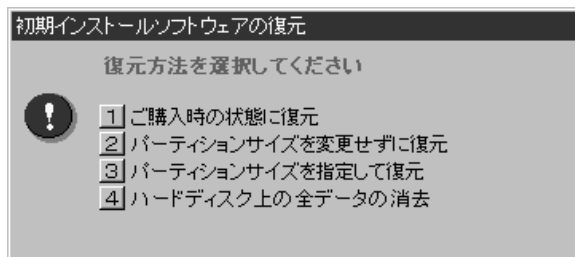 初期インストールソフトウェアの復元
復元方法を選択してください
!
1 ご購入時の状態に復元
2 パーティションサイズを変更せずに復元
3 パーティションサイズを指定して復元
4 ハードディスク上の全データの消去